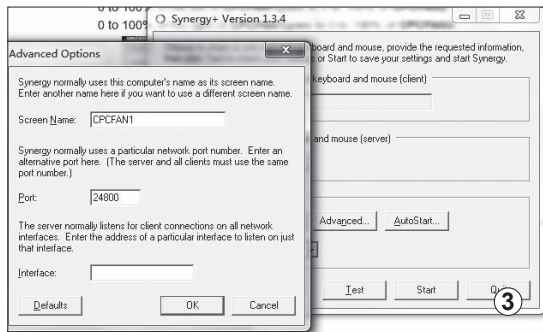 0 to 100%
0 to 100%
Synergy+ Version 1.3.4
board and mouse, provide the requested information,
s or Start to save your settings and start Synergy.
keyboard and mouse (client)
and mouse (server)
Advanced...
AutoStart...
Test
Start
3
Advanced Options
Synergy normally uses this computer's name as its screen name.
Enter another name here if you want to use a different screen name.
Screen Name:
CPCFAN1
Synergy normally uses a particular network port number. Enter an
alternative port here. (The server and all clients must use the same
port number.)
Port:
24800
The server normally listens for client connections on all network
interfaces. Enter the address of a particular interface to listen on just
that interface.
Interface:
Defaults
OK
Cancel